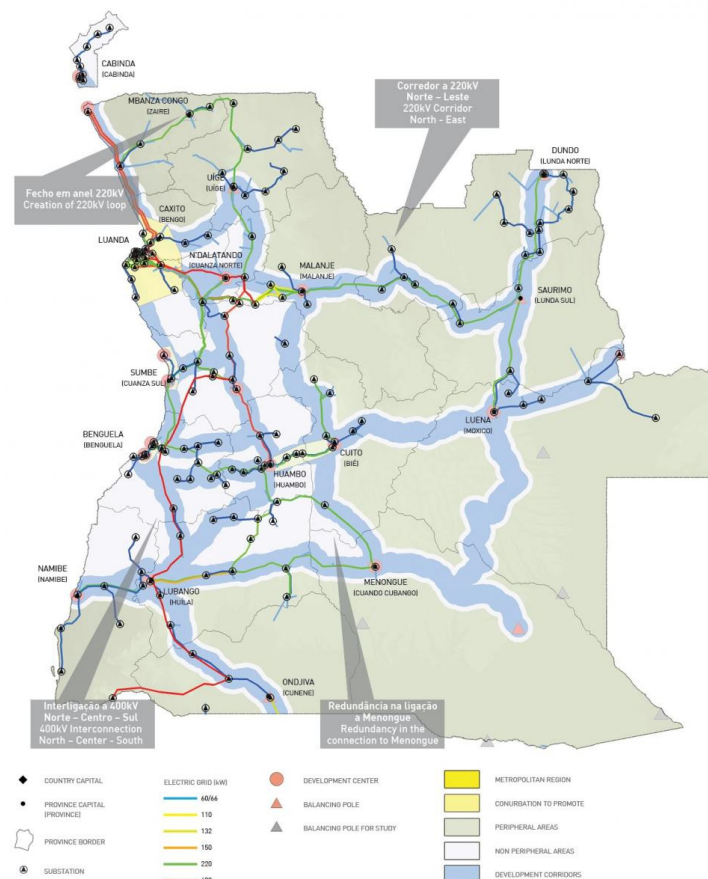 CABINDA
(CABINDA)
MBANZA CONGO
(ZAIRE)
Corredor a 220kV
Norte – Leste
220kV Corridor
North - East
DUNDO
(LUNDA NORTE)
UÍGE
(UÍGE)
Fecho em anel 220kV
Creation of 220kV loop
CAXITO
(BENGO)
LUANDA
N'DALATANDO
(CUANZA NORTE)
MALANJE
(MALANJE)
SAURIMO
(LUNDA SUL)
SUMBE
(CUANZA SUL)
LUENA
(MOXICO)
BENGUELA
(BENGUELA)
CUITO
(BIÉ)
HUAMBO
(HUAMBO)
NAMIBE
(NAMIBE)
LUBANGO
(HUÍLA)
MENONGUE
(CUANDO CUBANGO)
ONDJIVA
(CUNENE)
Interligação a 400kV
Norte – Centro – Sul
400kV Interconnection
North – Center - South
Redundância na ligação
a Menongue
Redundancy in the
connection to Menongue
COUNTRY CAPITAL
PROVINCE CAPITAL
(PROVINCE)
PROVINCE BORDER
SUBSTATION
ELECTRIC GRID (kW)
60/66
110
132
150
220
DEVELOPMENT CENTER
BALANCING POLE
BALANCING POLE FOR STUDY
METROPOLITAN REGION
CONURBATION TO PROMOTE
PERIPHERAL AREAS
NON PERIPHERAL AREAS
DEVELOPMENT CORRIDORS